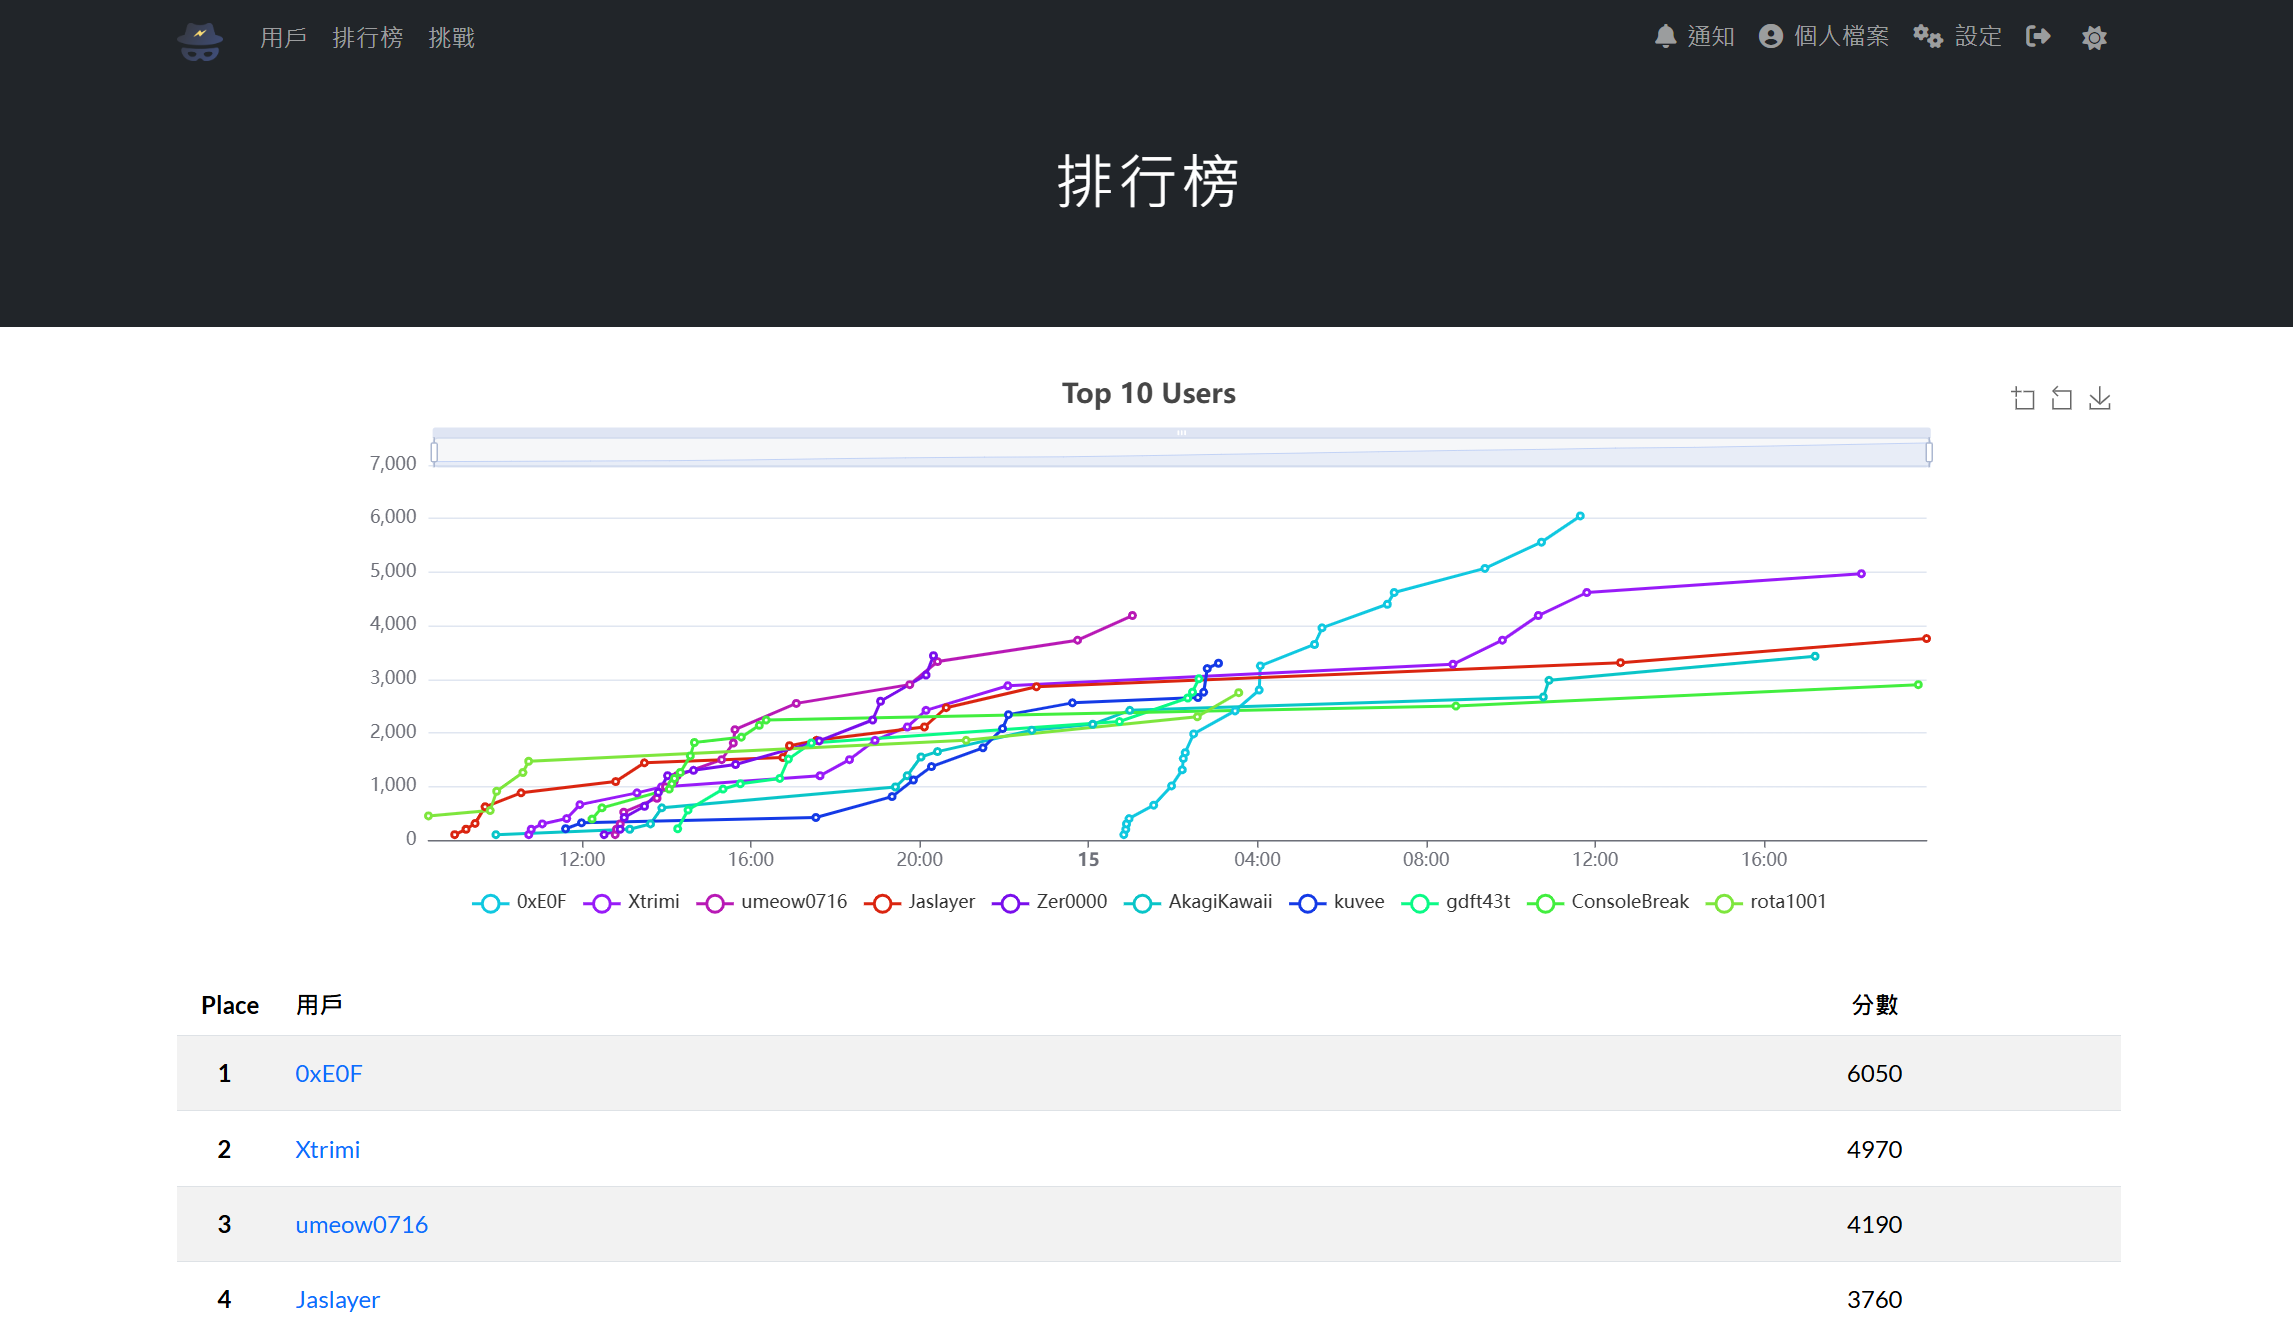 用戶 排行榜 挑戰 通知 個人檔案 設定
排行榜
Top 10 Users
7,000
6,000
5,000
4,000
3,000
2,000
1,000
0
12:00 16:00 20:00 15 04:00 08:00 12:00 16:00
0xE0F Xtrimi umeow0716 Jaslayer Zer0000 AkagiKawaii kuvee gdft43t ConsoleBreak rota1001
Place 用戶 分數
1 0xE0F 6050
2 Xtrimi 4970
3 umeow0716 4190
4 Jaslayer 3760